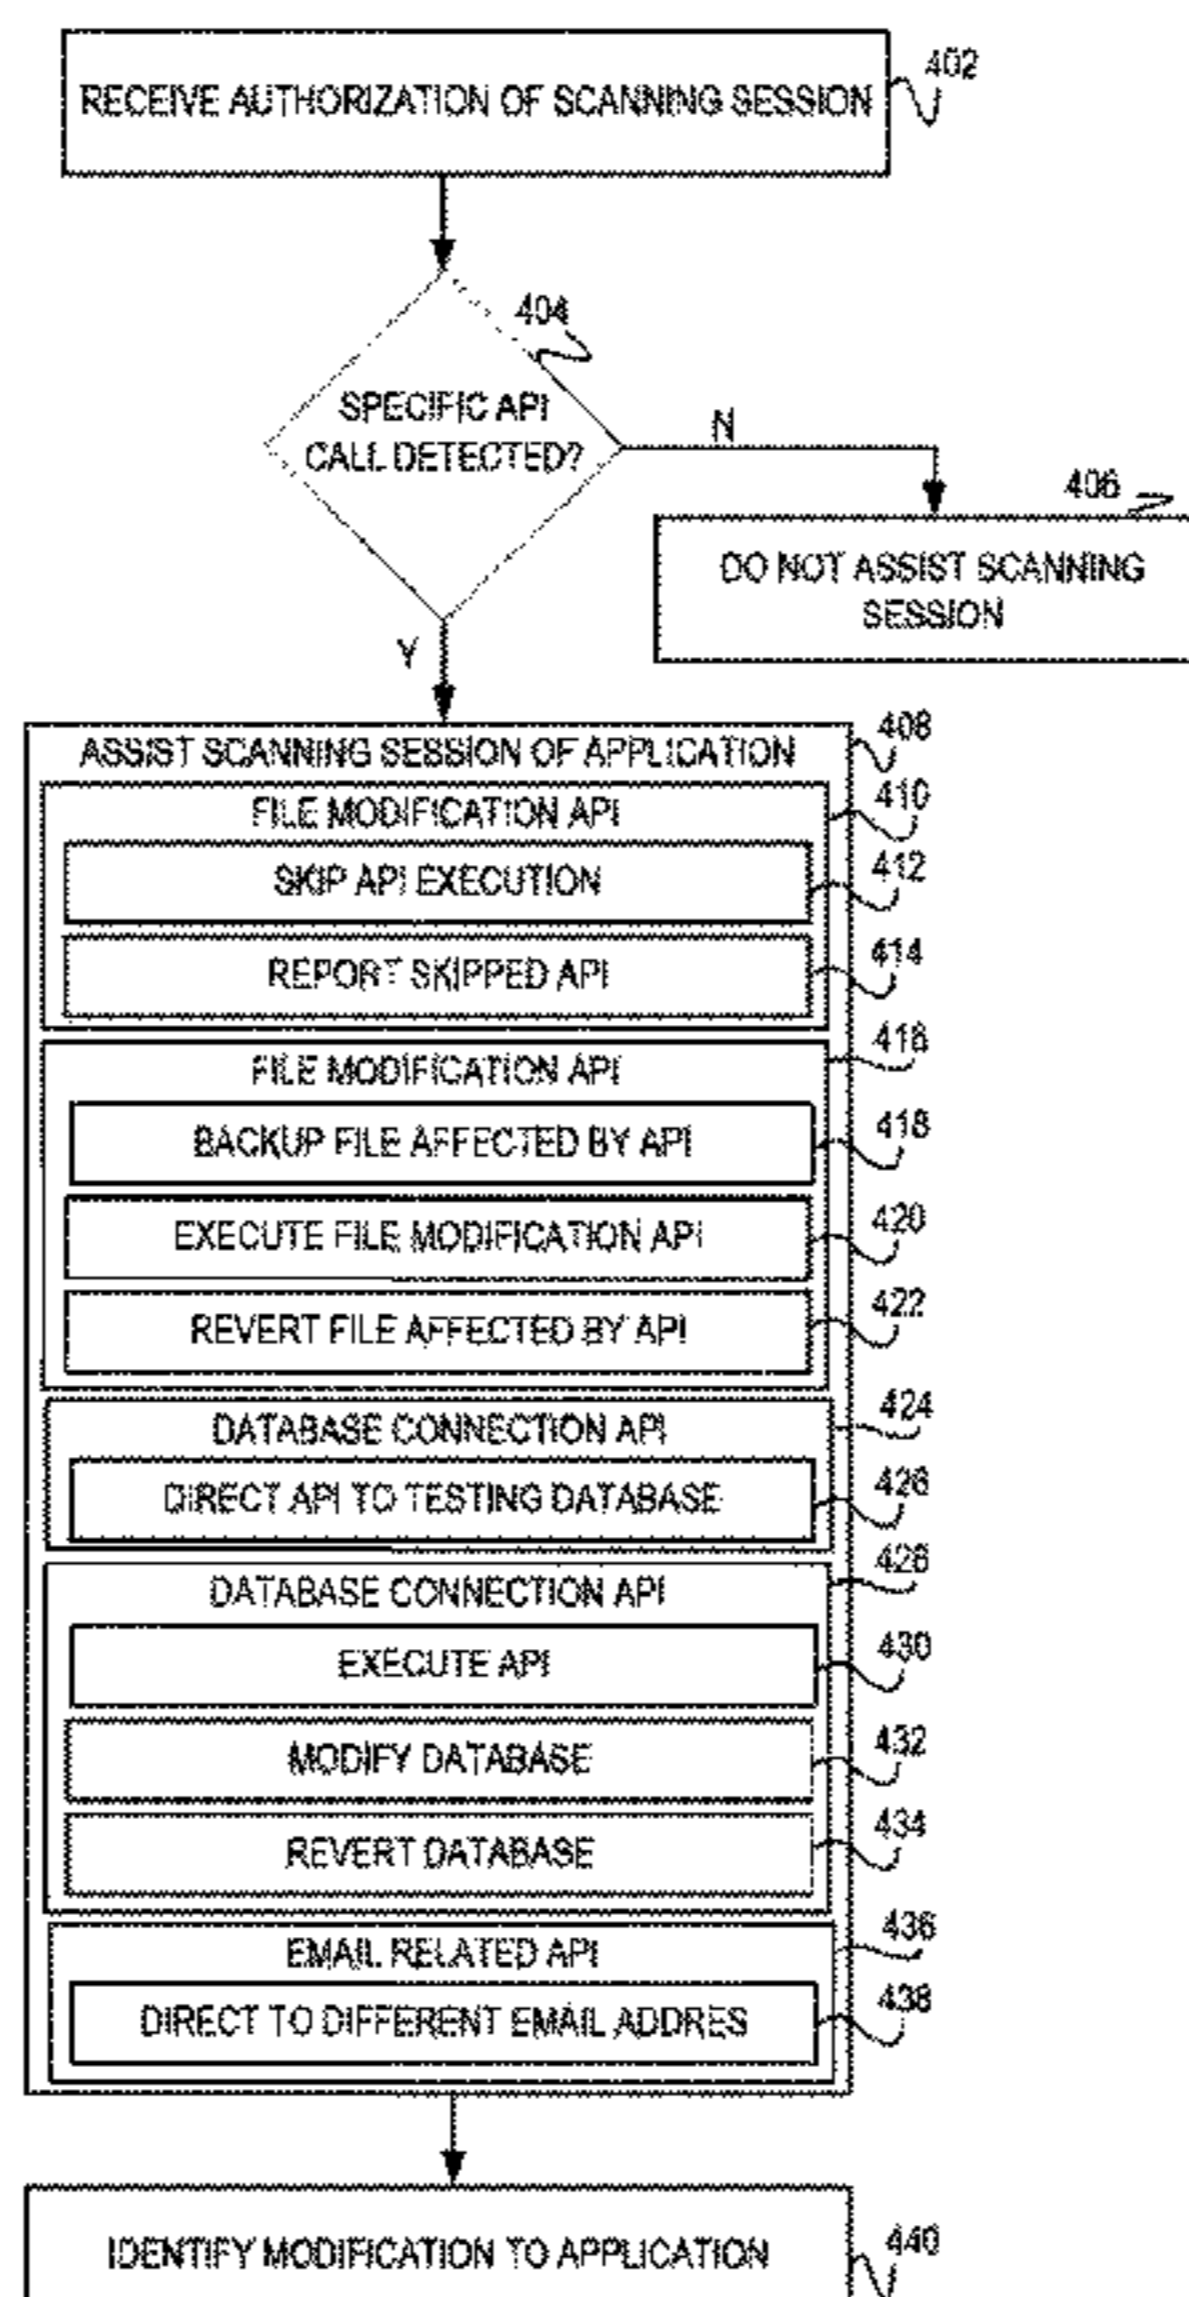 RECEIVE AUTHORIZATION OF SCANNING SESSION
402
404
SPECIFIC API
CALL DETECTED?
N
406
DO NOT ASSIST SCANNING
SESSION
Y
408
ASSIST SCANNING SESSION OF APPLICATION
410
FILE MODIFICATION API
412
SKIP API EXECUTION
414
REPORT SKIPPED API
416
FILE MODIFICATION API
418
BACKUP FILE AFFECTED BY API
420
EXECUTE FILE MODIFICATION API
422
REVERT FILE AFFECTED BY API
424
DATABASE CONNECTION API
426
DIRECT API TO TESTING DATABASE
428
DATABASE CONNECTION API
430
EXECUTE API
432
MODIFY DATABASE
434
REVERT DATABASE
436
EMAIL RELATED API
438
DIRECT TO DIFFERENT EMAIL ADDRES
440
IDENTIFY MODIFICATION TO APPLICATION